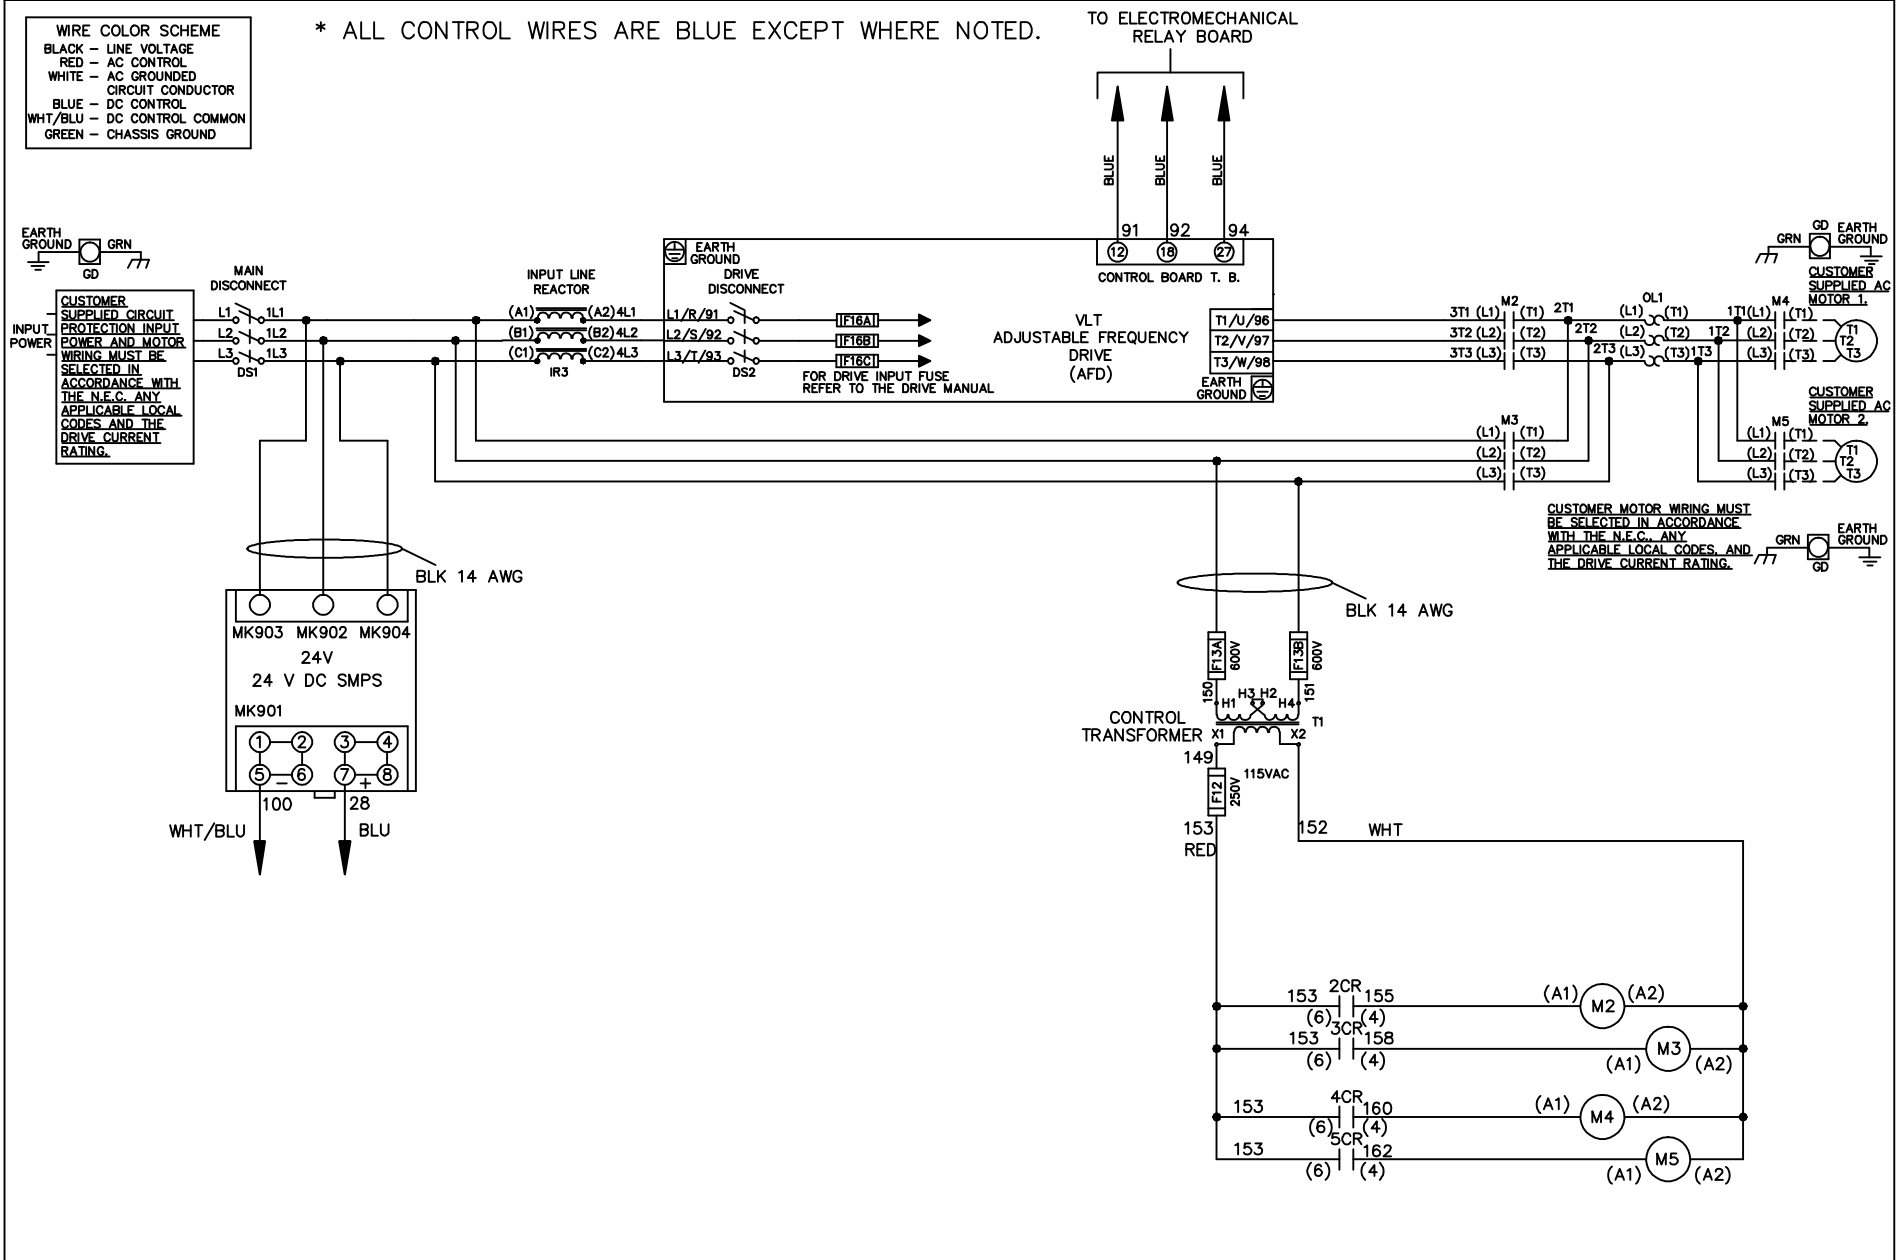 WIRE COLOR SCHEME
BLACK – LINE VOLTAGE
RED – AC CONTROL
WHITE – AC GROUNDED
CIRCUIT CONDUCTOR
BLUE – DC CONTROL
WHT/BLU – DC CONTROL COMMON
GREEN – CHASSIS GROUND
* ALL CONTROL WIRES ARE BLUE EXCEPT WHERE NOTED.
TO ELECTROMECHANICAL
RELAY BOARD
BLUE
BLUE
BLUE
91 92 94
12 18 27
CONTROL BOARD T. B.
EARTH
GROUND
GRN
GD
INPUT
POWER
CUSTOMER
SUPPLIED CIRCUIT
PROTECTION INPUT
POWER AND MOTOR
WIRING MUST BE
SELECTED IN
ACCORDANCE WITH
THE N.E.C. ANY
APPLICABLE LOCAL
CODES AND THE
DRIVE CURRENT
RATING.
MAIN
DISCONNECT
L1 1L1
L2 1L2
L3 1L3
DS1
INPUT LINE
REACTOR
(A1) (A2) 4L1
(B1) (B2) 4L2
(C1) (C2) 4L3
IR3
EARTH
GROUND
DRIVE
DISCONNECT
L1/R/91
L2/S/92
L3/T/93
DS2
F16A
F16B
F16C
FOR DRIVE INPUT FUSE
REFER TO THE DRIVE MANUAL
VLT
ADJUSTABLE FREQUENCY
DRIVE
(AFD)
T1/U/96
T2/V/97
T3/W/98
EARTH
GROUND
M2
3T1 (L1) (T1) 2T1
3T2 (L2) (T2) 2T2
3T3 (L3) (T3) 2T3
OL1
(L1) (T1) 1T1
(L2) (T2) 1T2
(L3) (T3) 1T3
M4
(L1) (T1)
(L2) (T2)
(L3) (T3)
T1
T2
T3
GD
GRN
EARTH
GROUND
CUSTOMER
SUPPLIED AC
MOTOR 1.
CUSTOMER
SUPPLIED AC
MOTOR 2.
M3
(L1) (T1)
(L2) (T2)
(L3) (T3)
M5
(L1) (T1)
(L2) (T2)
(L3) (T3)
T1
T2
T3
CUSTOMER MOTOR WIRING MUST
BE SELECTED IN ACCORDANCE
WITH THE N.E.C., ANY
APPLICABLE LOCAL CODES, AND
THE DRIVE CURRENT RATING.
GRN
GD
EARTH
GROUND
BLK 14 AWG
MK903 MK902 MK904
24V
24 V DC SMPS
MK901
1 2 3 4
5 6 7 8
– +
100 28
WHT/BLU BLU
BLK 14 AWG
F13A
600V
F13B
600V
150
151
H1 H3 H2 H4
T1
CONTROL
TRANSFORMER
X1 X2
149
115VAC
F12
250V
153
RED
152 WHT
2CR
153 155
(6) (4)
(A1) M2 (A2)
3CR
153 158
(6) (4)
(A1) M3 (A2)
4CR
153 160
(6) (4)
(A1) M4 (A2)
5CR
153 162
(6) (4)
(A1) M5 (A2)